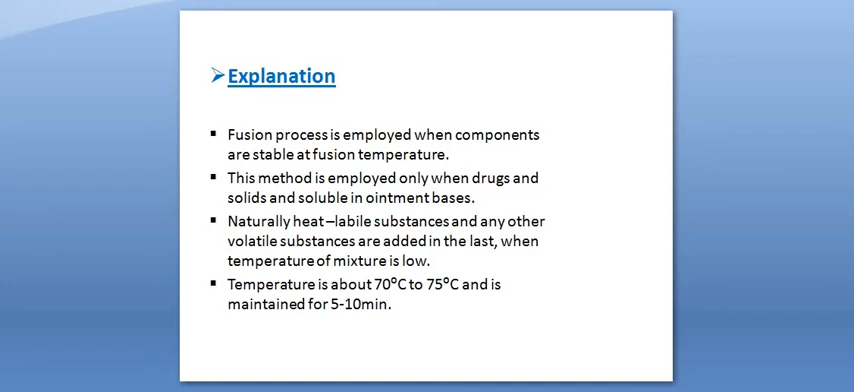 ➢Explanation
▪ Fusion process is employed when components
are stable at fusion temperature.
▪ This method is employed only when drugs and
solids and soluble in ointment bases.
▪ Naturally heat –labile substances and any other
volatile substances are added in the last, when
temperature of mixture is low.
▪ Temperature is about 70⁰C to 75⁰C and is
maintained for 5-10min.